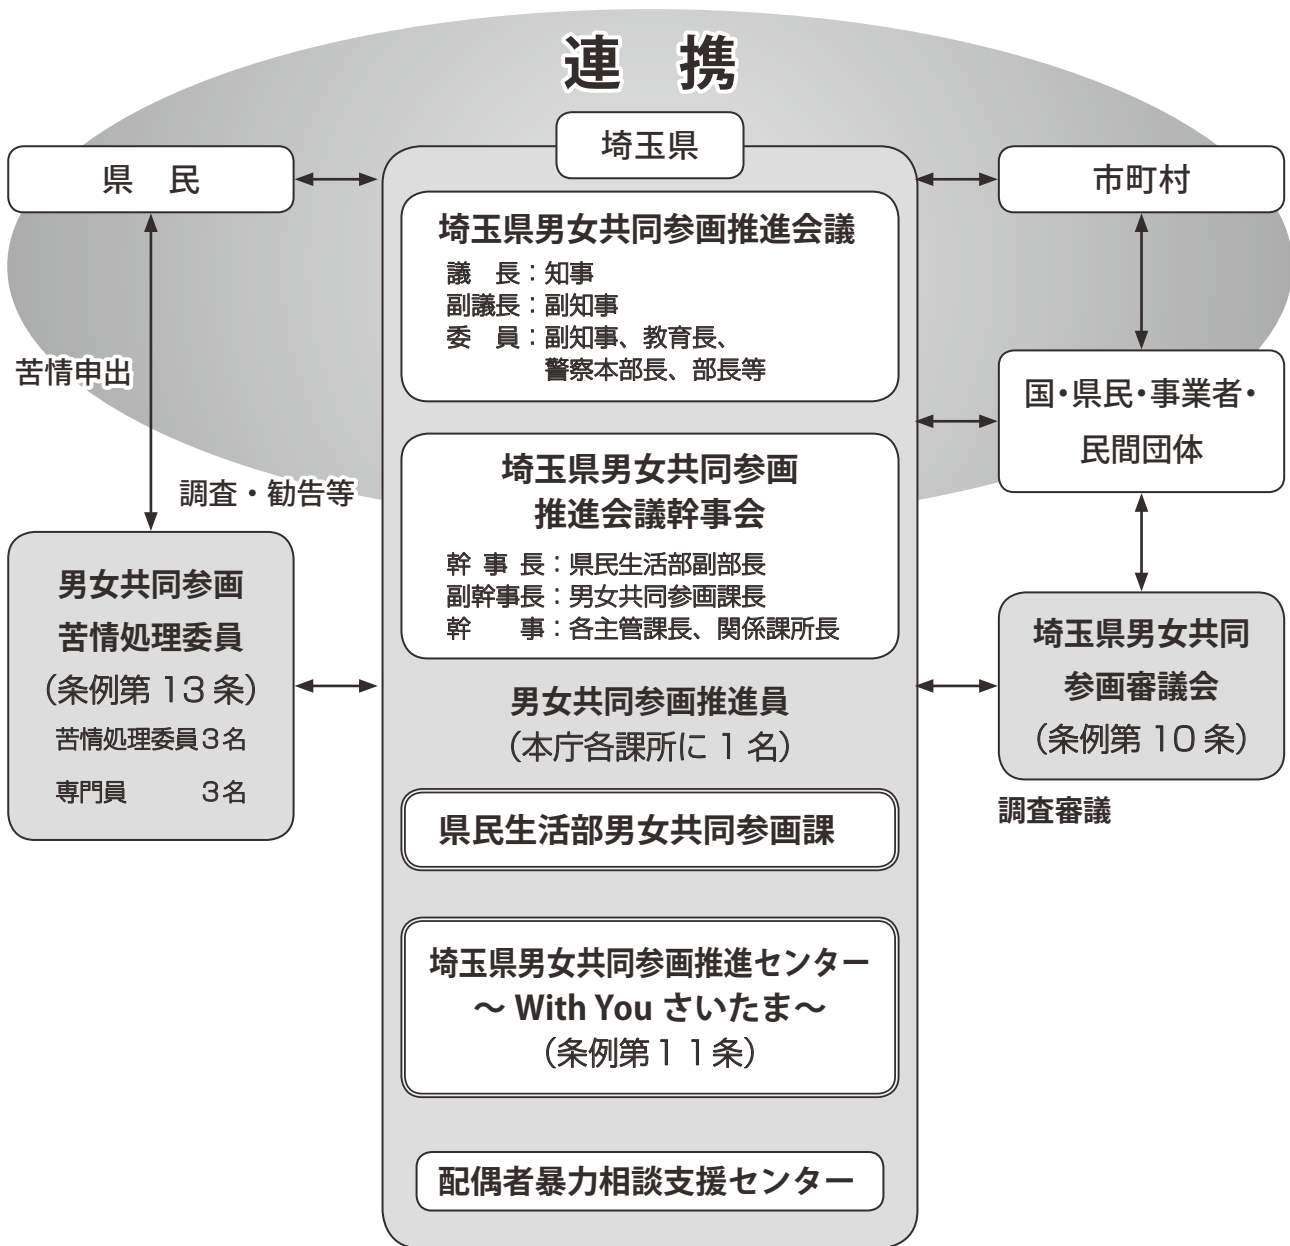 連　携
埼玉県
県　民
市町村
埼玉県男女共同参画推進会議
議　長：知事
副議長：副知事
委　員：副知事、教育長、
警察本部長、部長等
苦情申出
調査・勧告等
国・県民・事業者・
民間団体
埼玉県男女共同参画
推進会議幹事会
幹 事 長：県民生活部副部長
副幹事長：男女共同参画課長
幹　　事：各主管課長、関係課所長
男女共同参画
苦情処理委員
（条例第 13 条）
苦情処理委員３名
専門員　　　３名
男女共同参画推進員
（本庁各課所に 1 名）
埼玉県男女共同
参画審議会
（条例第 10 条）
調査審議
県民生活部男女共同参画課
埼玉県男女共同参画推進センター
～ With You さいたま～
（条例第１１条）
配偶者暴力相談支援センター